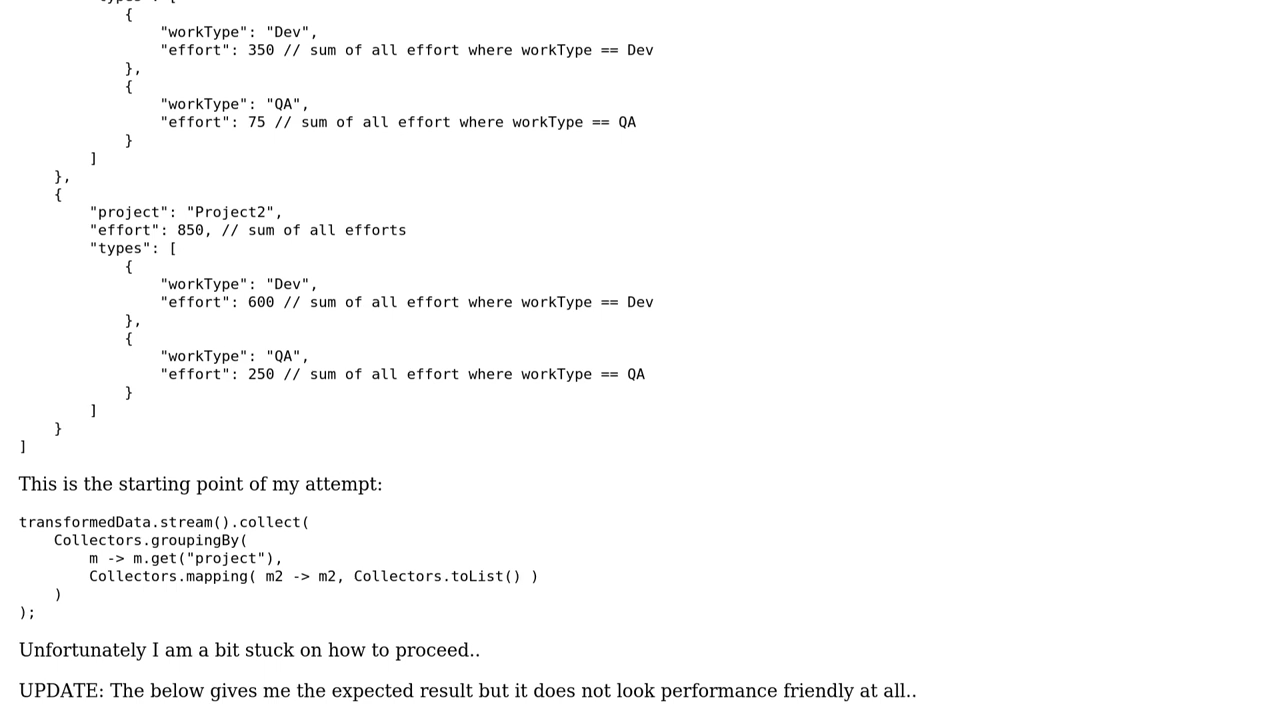 "types": [
{
"workType": "Dev",
"effort": 350 // sum of all effort where workType == Dev
},
{
"workType": "QA",
"effort": 75 // sum of all effort where workType == QA
}
]
},
{
"project": "Project2",
"effort": 850, // sum of all efforts
"types": [
{
"workType": "Dev",
"effort": 600 // sum of all effort where workType == Dev
},
{
"workType": "QA",
"effort": 250 // sum of all effort where workType == QA
}
]
}
]
This is the starting point of my attempt:
transformedData.stream().collect(
Collectors.groupingBy(
m -> m.get("project"),
Collectors.mapping( m2 -> m2, Collectors.toList() )
)
);
Unfortunately I am a bit stuck on how to proceed..
UPDATE: The below gives me the expected result but it does not look performance friendly at all..